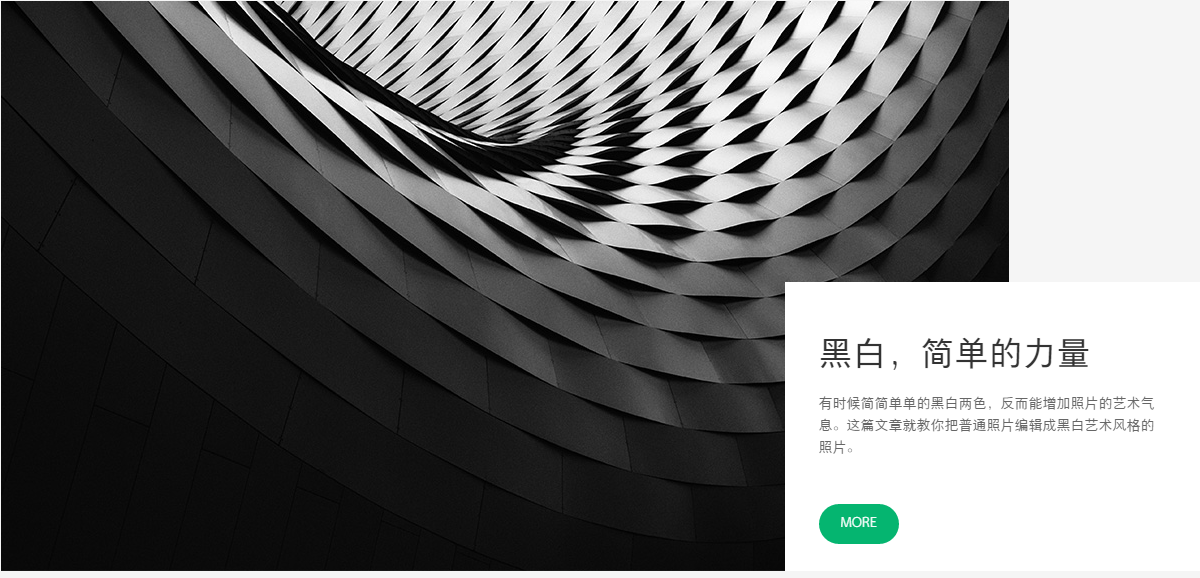 黑白，简单的力量
有时候简简单单的黑白两色，反而能增加照片的艺术气
息。这篇文章就教你把普通照片编辑成黑白艺术风格的
照片。
MORE